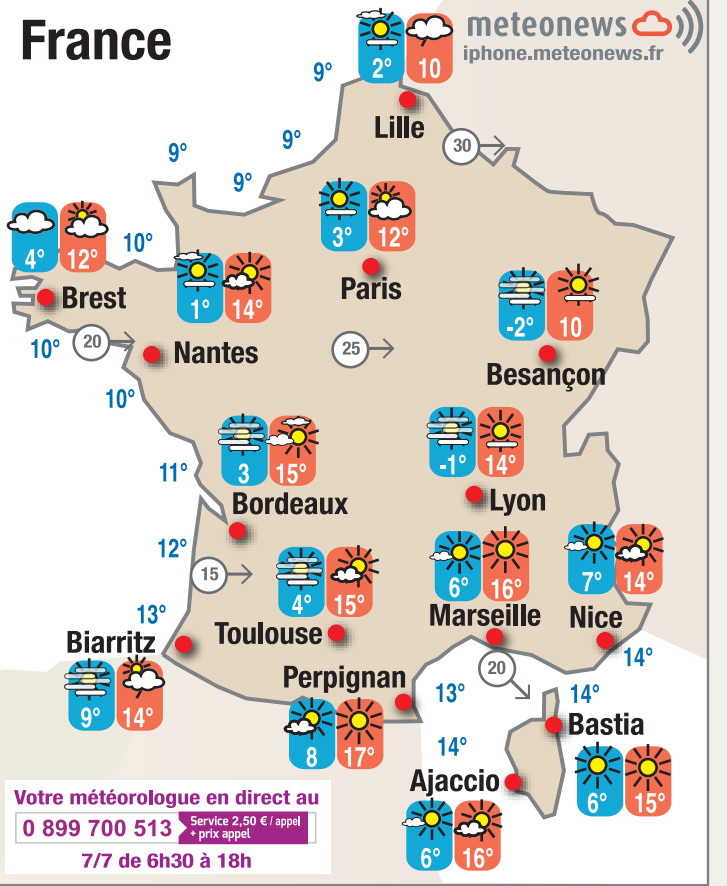 France
meteonews
iphone.meteonews.fr
2° 10
9°
Lille
30
9°
9°
9°
3° 12°
Paris
4° 12°
10°
Brest
1° 14°
10°
20
Nantes
25
-2° 10
Besançon
10°
3 15°
Bordeaux
11°
-1° 14°
Lyon
12°
15
4° 15°
Toulouse
6° 16°
Marseille
7° 14°
Nice
13°
Biarritz
9° 14°
14°
20
Perpignan
13°
8 17°
14°
Bastia
6° 15°
14°
Ajaccio
6° 16°
Votre météorologue en direct au
0 899 700 513 Service 2,50 € / appel
+ prix appel
7/7 de 6h30 à 18h